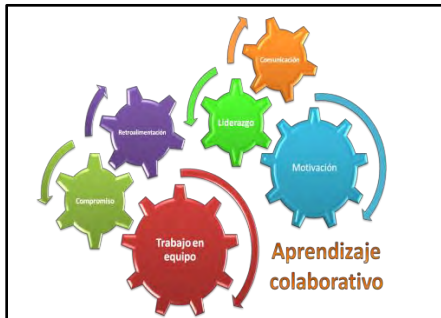 Comunicación
Retroalimentación
Liderazgo
Motivación
Compromiso
Trabajo en
equipo
Aprendizaje
colaborativo